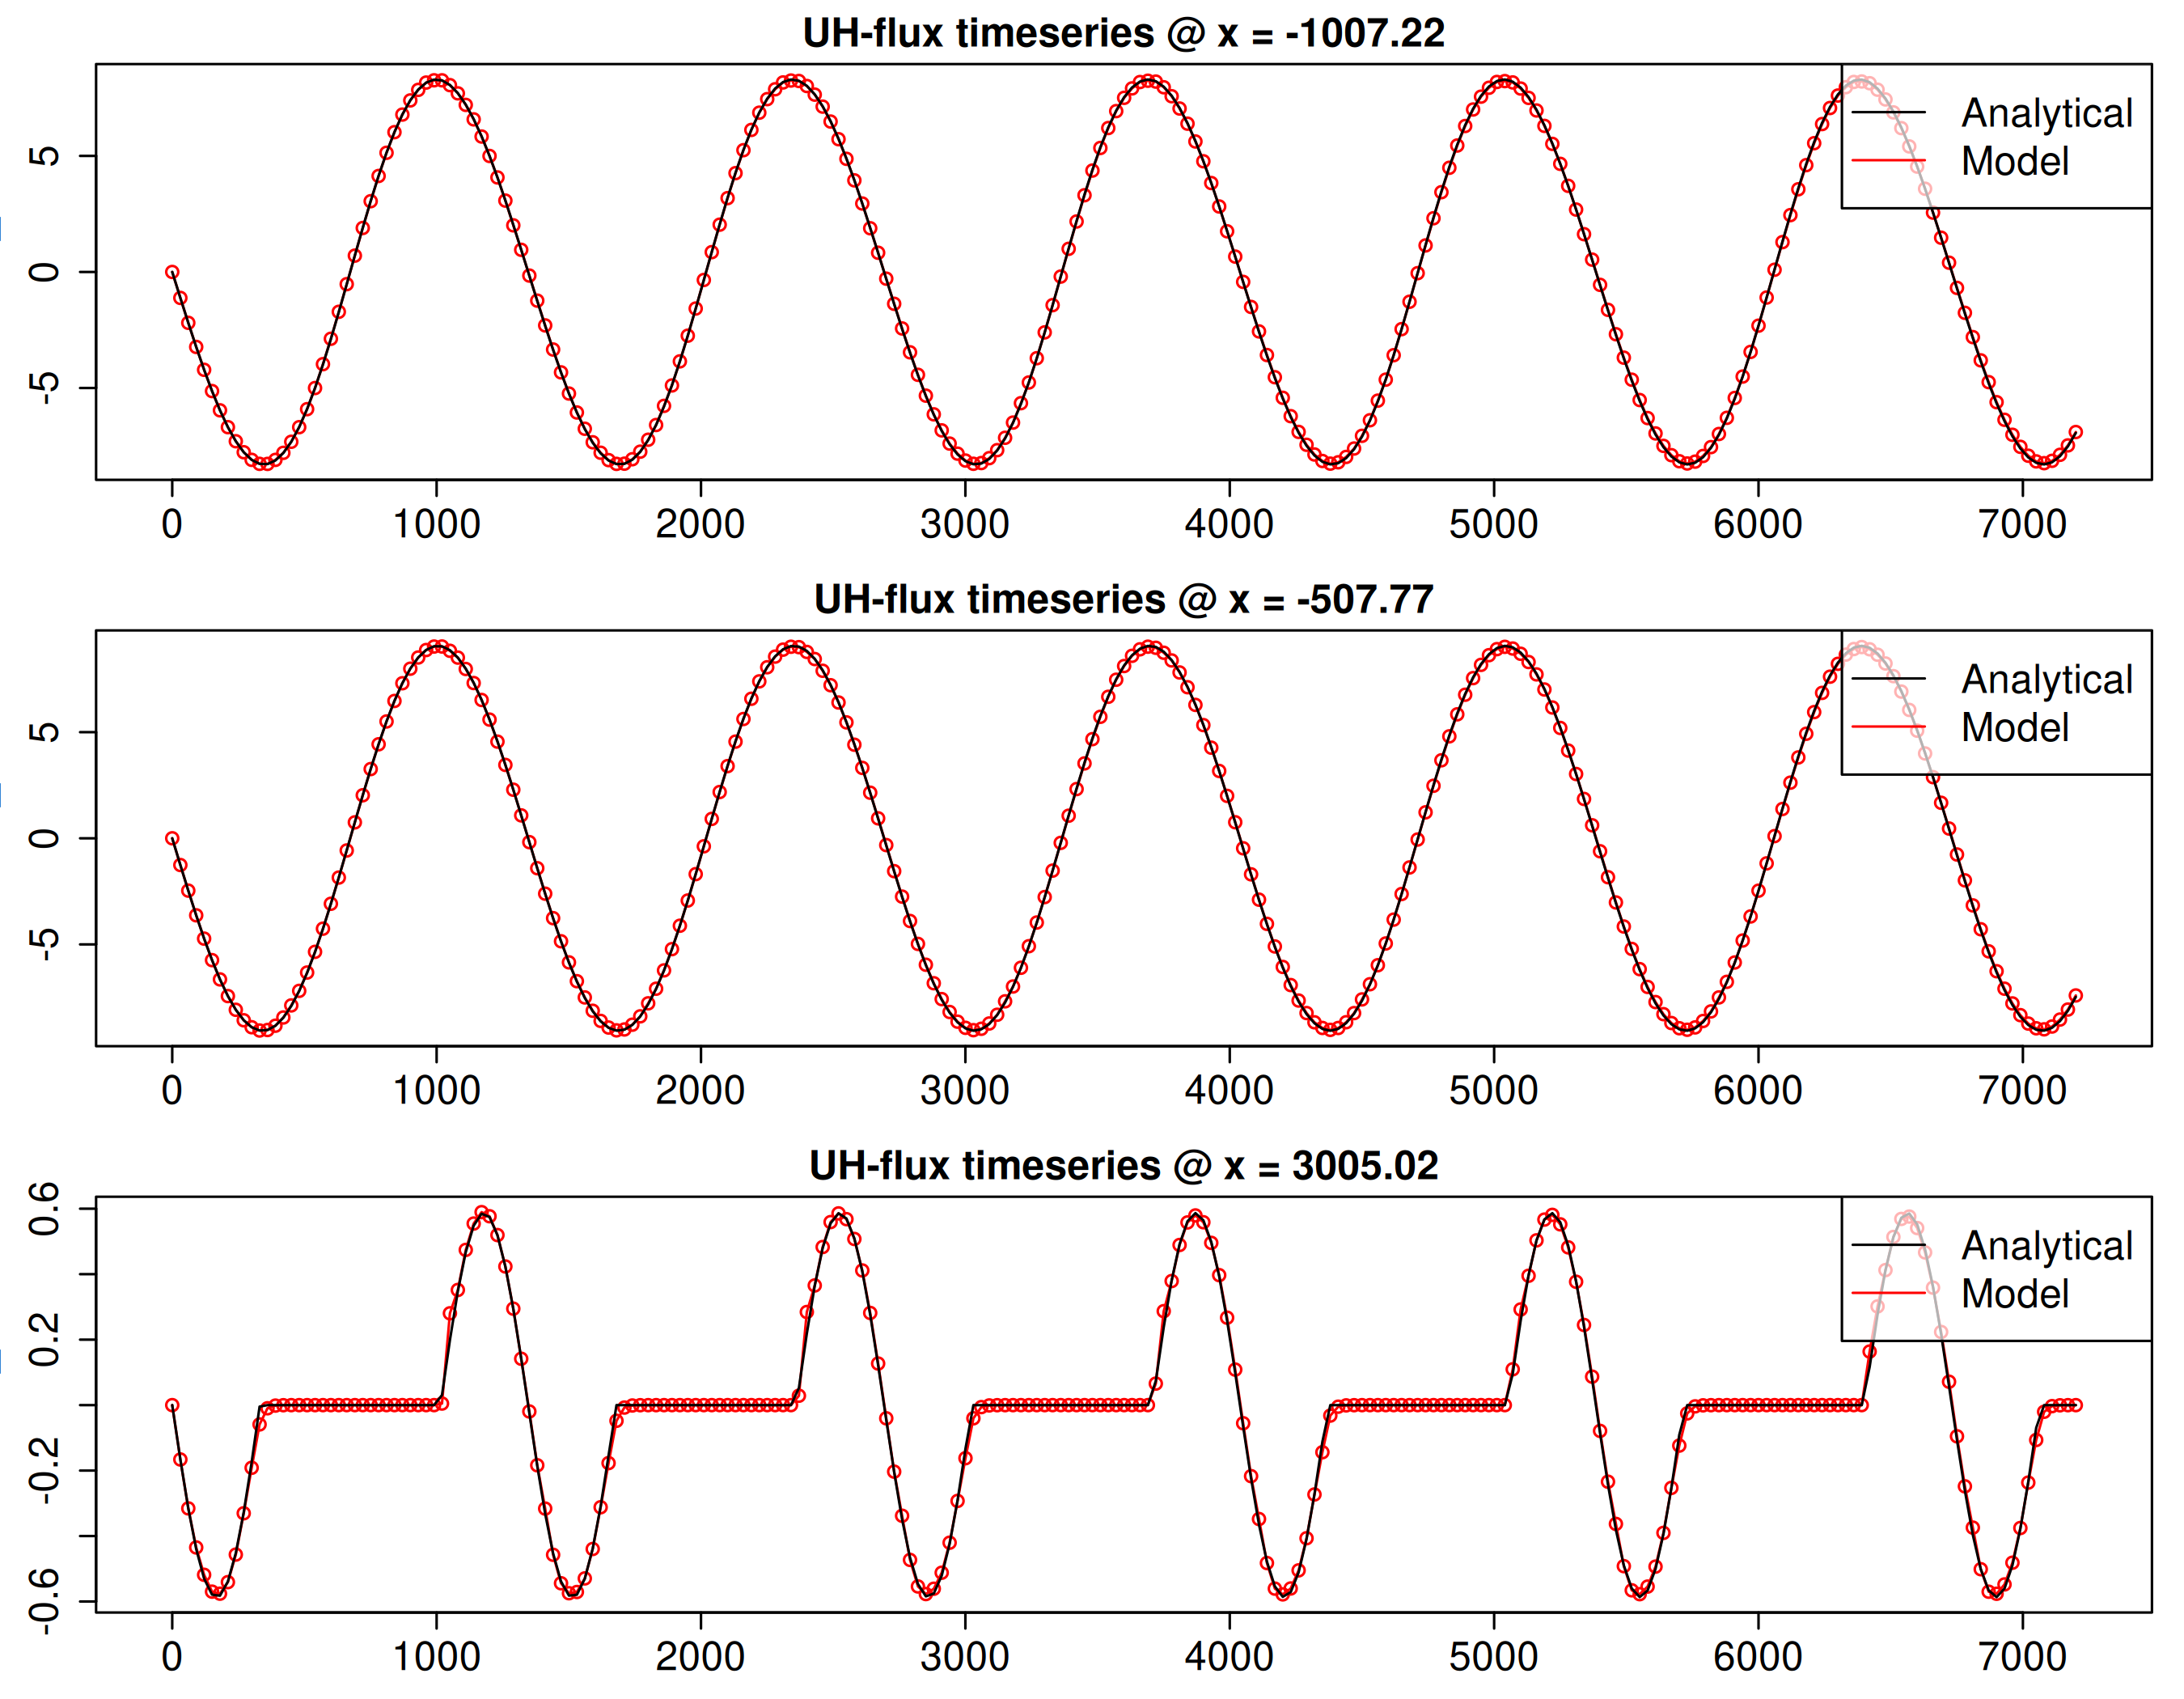 UH-flux timeseries @ x = -1007.22
5
0
-5
Analytical
Model
0 1000 2000 3000 4000 5000 6000 7000
UH-flux timeseries @ x = -507.77
5
0
-5
Analytical
Model
0 1000 2000 3000 4000 5000 6000 7000
UH-flux timeseries @ x = 3005.02
0.6
0.2
-0.2
-0.6
Analytical
Model
0 1000 2000 3000 4000 5000 6000 7000